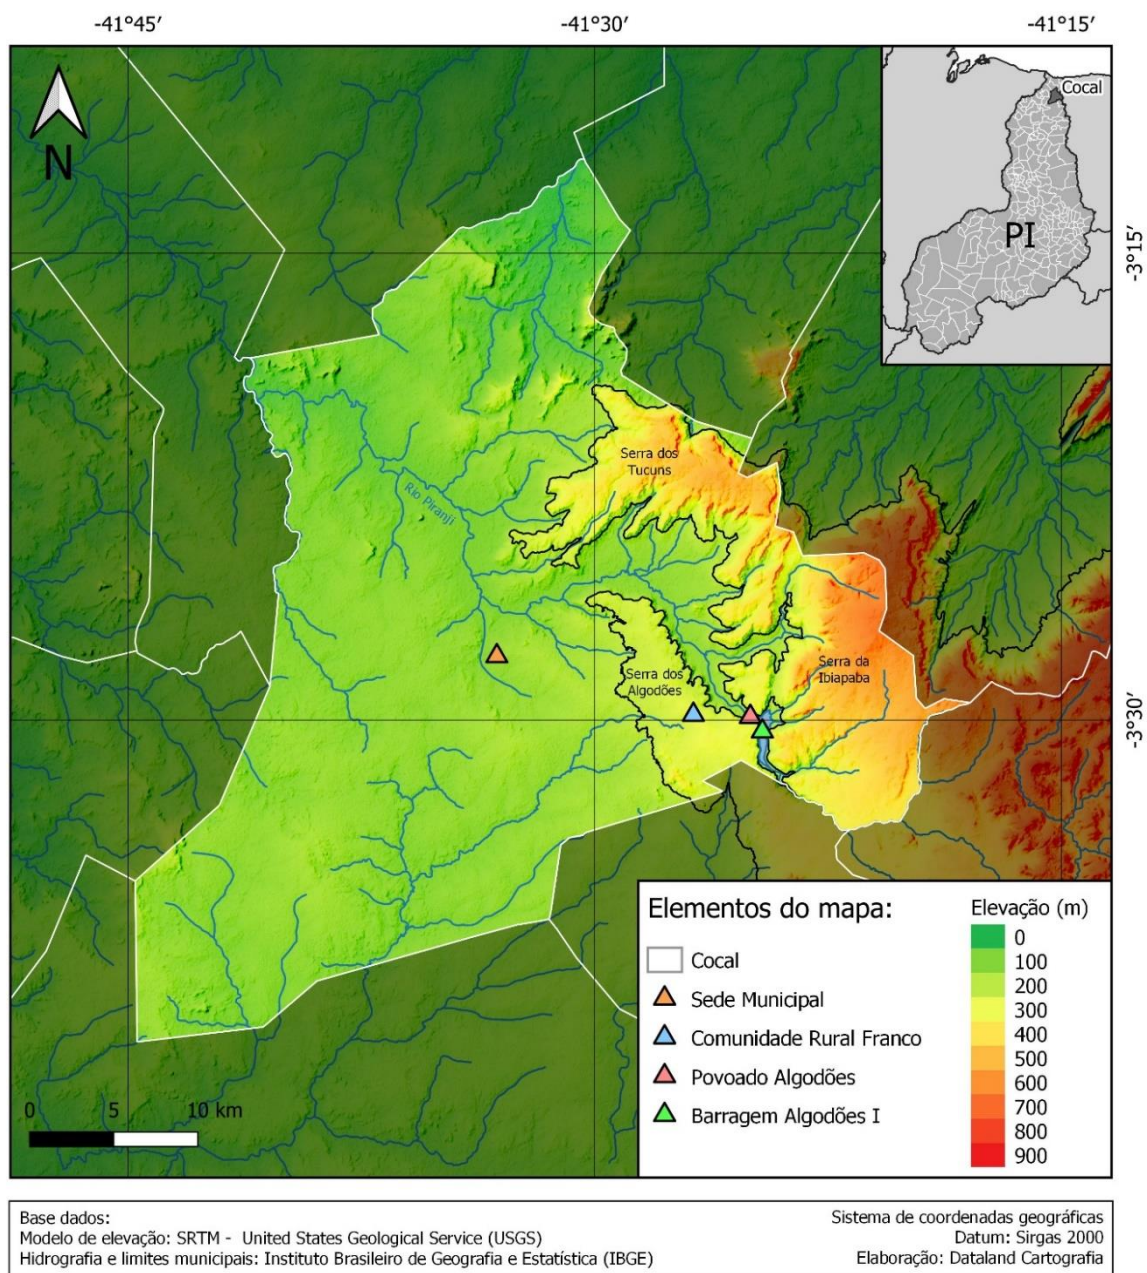 -41°45′
-41°30′
-41°15′
N
Cocal
PI
-3°15′
Serra dos
Tucuns
Rio Piranji
Serra da
Ibiapaba
Serra dos
Algodões
-3°30′
Elementos do mapa:
Cocal
Sede Municipal
Comunidade Rural Franco
Povoado Algodões
Barragem Algodões I
Elevação (m)
0
100
200
300
400
500
600
700
800
900
0 5 10 km
Base dados:
Modelo de elevação: SRTM - United States Geological Service (USGS)
Hidrografia e limites municipais: Instituto Brasileiro de Geografia e Estatística (IBGE)
Sistema de coordenadas geográficas
Datum: Sirgas 2000
Elaboração: Dataland Cartografia